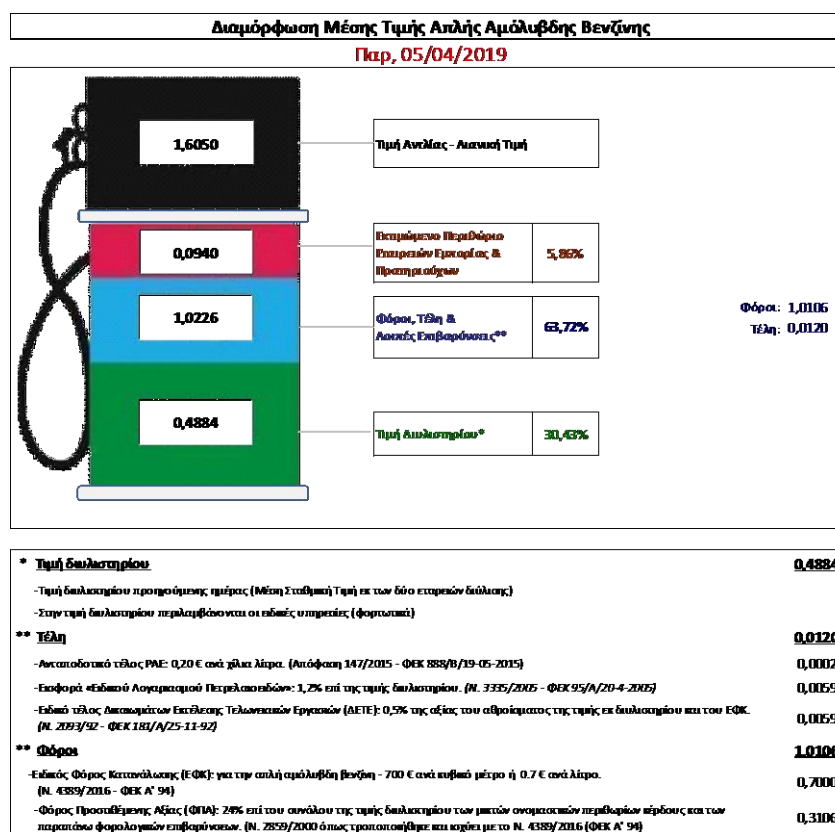 Διαμόρφωση Μέσης Τιμής Απλής Αμόλυβδης Βενζίνης
Παρ, 05/04/2019
1,6050
Τιμή Αντλίας - Λιανική Τιμή
0,0940
Εκτιμώμενο Περιθώριο
Εταιρειών Εμπορίας &
Πρατηριούχων
5,86%
1,0226
Φόροι, Τέλη &
Λοιπές Επιβαρύνσεις**
63,72%
Φόροι: 1,0106
Τέλη: 0,0120
0,4884
Τιμή Διυλιστηρίου*
30,43%
* Τιμή διυλιστηρίου 0,4884
-Τιμή διυλιστηρίου προηγούμενης ημέρας (Μέση Σταθμική Τιμή εκ των δύο εταιρειών διύλισης)
-Στην τιμή διυλιστηρίου περιλαμβάνονται οι ειδικές υπηρεσίες (φορτωτικά)
** Τέλη 0,0120
-Ανταποδοτικό τέλος ΡΑΕ: 0,20 € ανά χίλια λίτρα. (Απόφαση 147/2015 - ΦΕΚ 888/Β/19-05-2015) 0,0002
-Εισφορά «Ειδικού Λογαριασμού Πετρελαιοειδών»: 1,2% επί της τιμής διυλιστηρίου. (Ν. 3335/2005 - ΦΕΚ 95/Α/20-4-2005) 0,0059
-Ειδικό τέλος Δικαιωμάτων Εκτέλεσης Τελωνειακών Εργασιών (ΔΕΤΕ): 0,5% της αξίας του αθροίσματος της τιμής εκ διυλιστηρίου και του ΕΦΚ.
(Ν. 2093/92 - ΦΕΚ 181/Α/25-11-92) 0,0059
** Φόροι 1,0106
-Ειδικός Φόρος Κατανάλωσης (ΕΦΚ): για την απλή αμόλυβδη βενζίνη - 700 € ανά κυβικό μέτρο ή 0.7 € ανά λίτρο.
(Ν. 4389/2016 - ΦΕΚ Α' 94) 0,7000
-Φόρος Προστιθέμενης Αξίας (ΦΠΑ): 24% επί του συνόλου της τιμής διυλιστηρίου των μικτών ονομαστικών περιθωρίων κέρδους και των
παραπάνω φορολογικών επιβαρύνσεων. (Ν. 2859/2000 όπως τροποποιήθηκε και ισχύει με το Ν. 4389/2016 (ΦΕΚ Α' 94) 0,3106